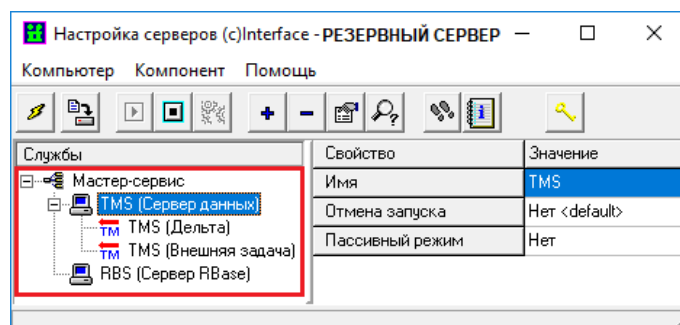 Настройка серверов (c)Interface - РЕЗЕРВНЫЙ СЕРВЕР
Компьютер Компонент Помощь
Службы
Свойство Значение
Мастер-сервис
Имя TMS
TMS (Сервер данных)
Отмена запуска Нет <default>
TM TMS (Дельта)
Пассивный режим Нет
TM TMS (Внешняя задача)
RBS (Сервер RBase)